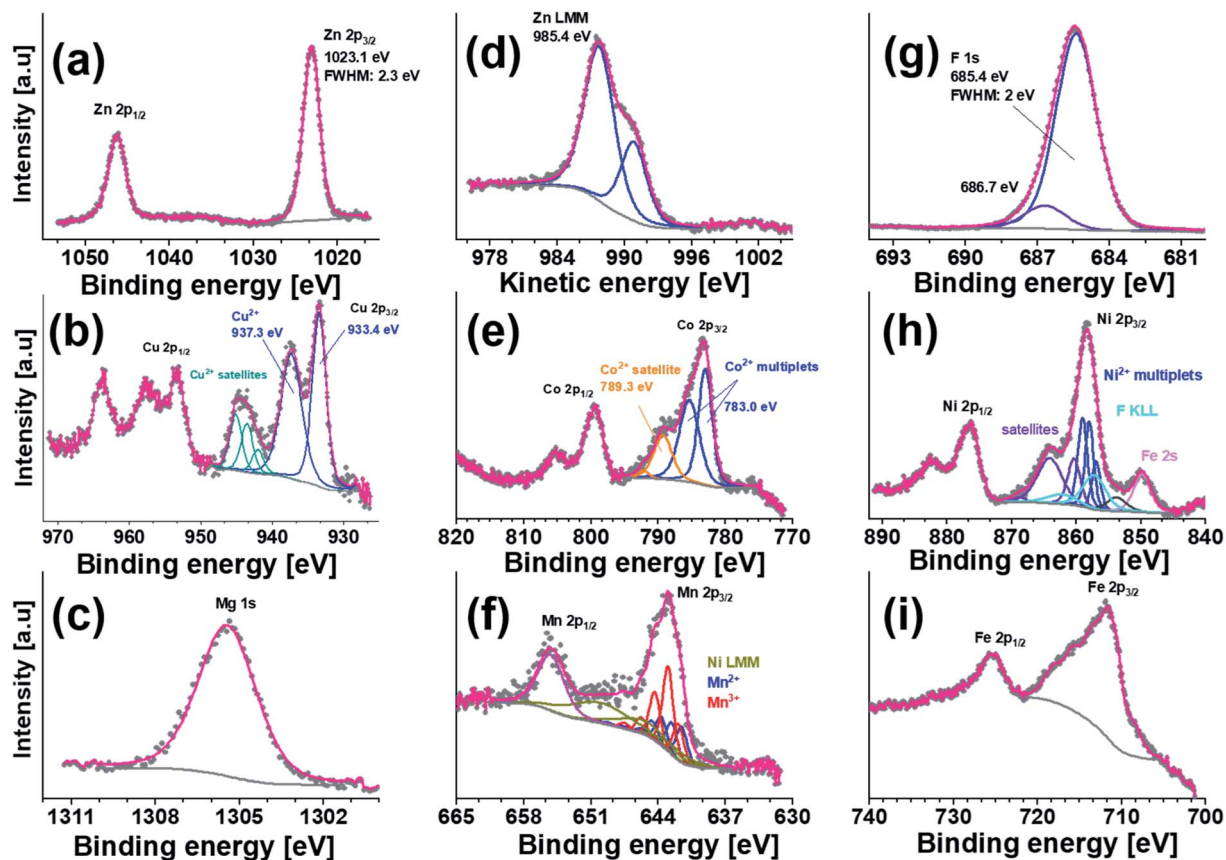 (a)
Zn 2p3/2
1023.1 eV
FWHM: 2.3 eV
Zn 2p1/2
Intensity [a.u]
1050 1040 1030 1020
Binding energy [eV]
(d)
Zn LMM
985.4 eV
978 984 990 996 1002
Kinetic energy [eV]
(g)
F 1s
685.4 eV
FWHM: 2 eV
686.7 eV
693 690 687 684 681
Binding energy [eV]
(b)
Cu 2p1/2
Cu2+
937.3 eV
Cu 2p3/2
933.4 eV
Cu2+ satellites
Intensity [a.u]
970 960 950 940 930
Binding energy [eV]
(e)
Co 2p3/2
Co2+ satellite
789.3 eV
Co2+ multiplets
Co 2p1/2
783.0 eV
820 810 800 790 780 770
Binding energy [eV]
(h)
Ni 2p3/2
Ni2+ multiplets
Ni 2p1/2
F KLL
satellites
Fe 2s
890 880 870 860 850 840
Binding energy [eV]
(c)
Mg 1s
Intensity [a.u]
1311 1308 1305 1302
Binding energy [eV]
(f)
Mn 2p3/2
Mn 2p1/2
Ni LMM
Mn2+
Mn3+
665 658 651 644 637 630
Binding energy [eV]
(i)
Fe 2p3/2
Fe 2p1/2
740 730 720 710 700
Binding energy [eV]